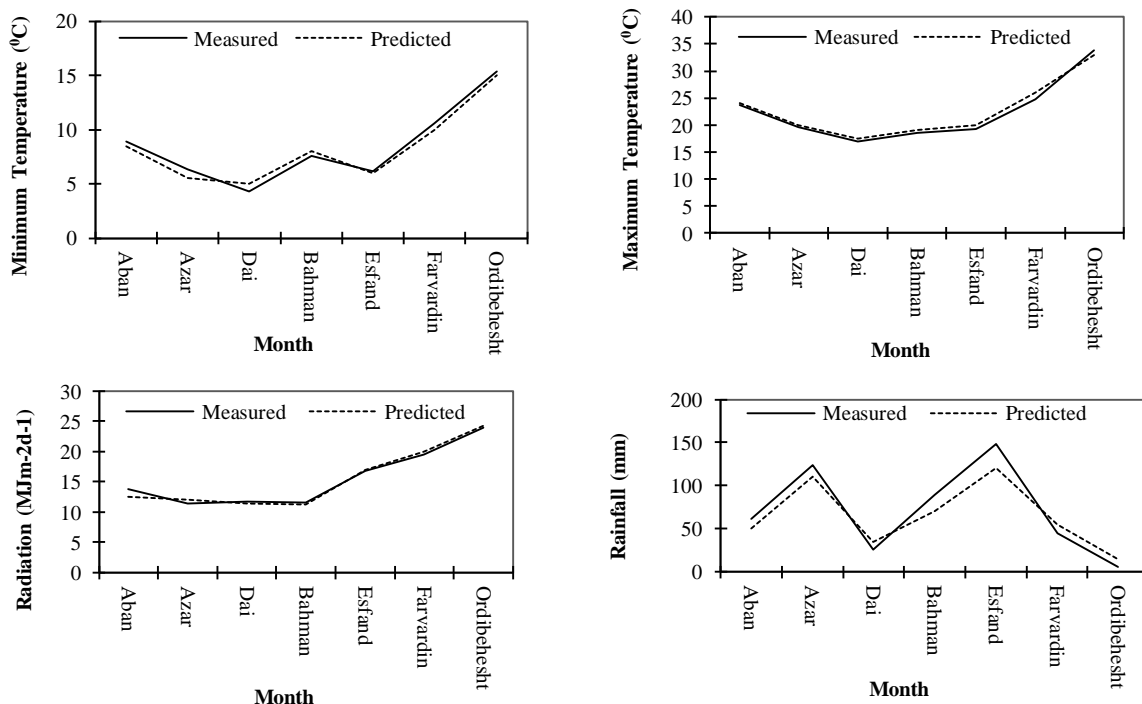 Minimum Temperature (⁰C)
20
15
10
5
0
Measured
Predicted
Aban
Azar
Dai
Bahman
Esfand
Farvardin
Ordibehesht
Month
Maximum Temperature (⁰C)
40
35
30
25
20
15
10
5
0
Measured
Predicted
Aban
Azar
Dai
Bahman
Esfand
Farvardin
Ordibehesht
Month
Radiation (MJm-2d-1)
30
25
20
15
10
5
0
Measured
Predicted
Aban
Azar
Dai
Bahman
Esfand
Farvardin
Ordibehesht
Month
Rainfall (mm)
200
150
100
50
0
Measured
Predicted
Aban
Azar
Dai
Bahman
Esfand
Farvardin
Ordibehesht
Month